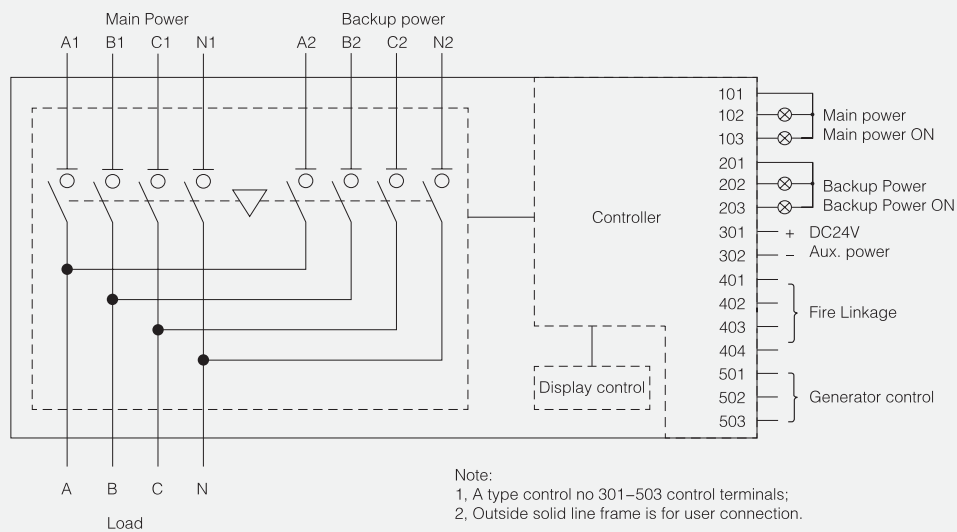 Main Power
Backup power
A1 B1 C1 N1 A2 B2 C2 N2
Controller
Display control
101
102
103
201
202
203
301
302
401
402
403
404
501
502
503
Main power
Main power ON
Backup Power
Backup Power ON
+ DC24V
– Aux. power
Fire Linkage
Generator control
A B C N
Load
Note:
1, A type control no 301–503 control terminals;
2, Outside solid line frame is for user connection.